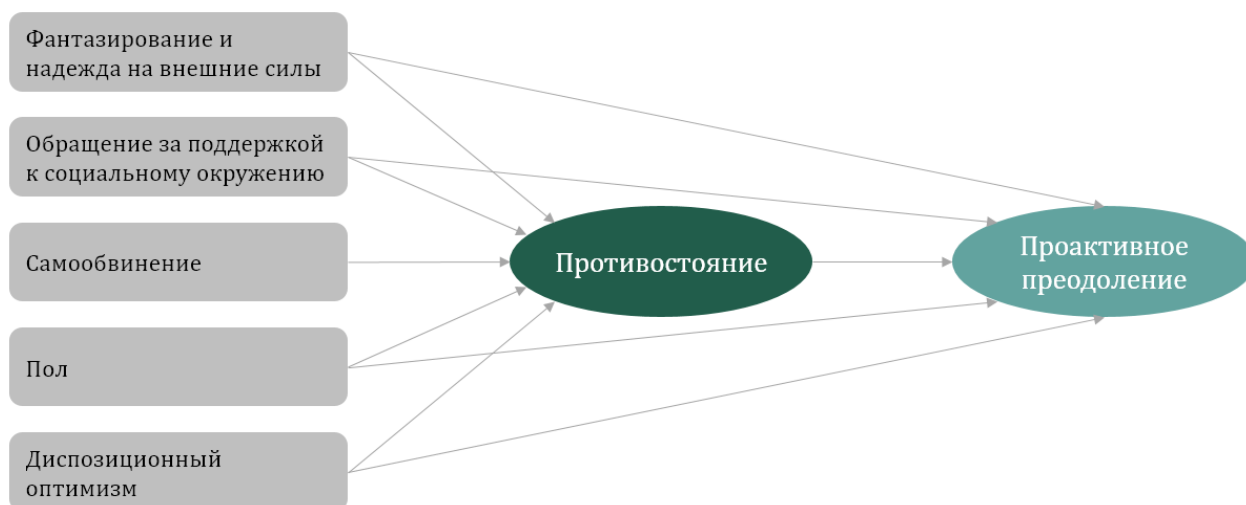 Фантазирование и
надежда на внешние силы
Обращение за поддержкой
к социальному окружению
Самообвинение
Пол
Диспозиционный
оптимизм
Противостояние
Проактивное
преодоление